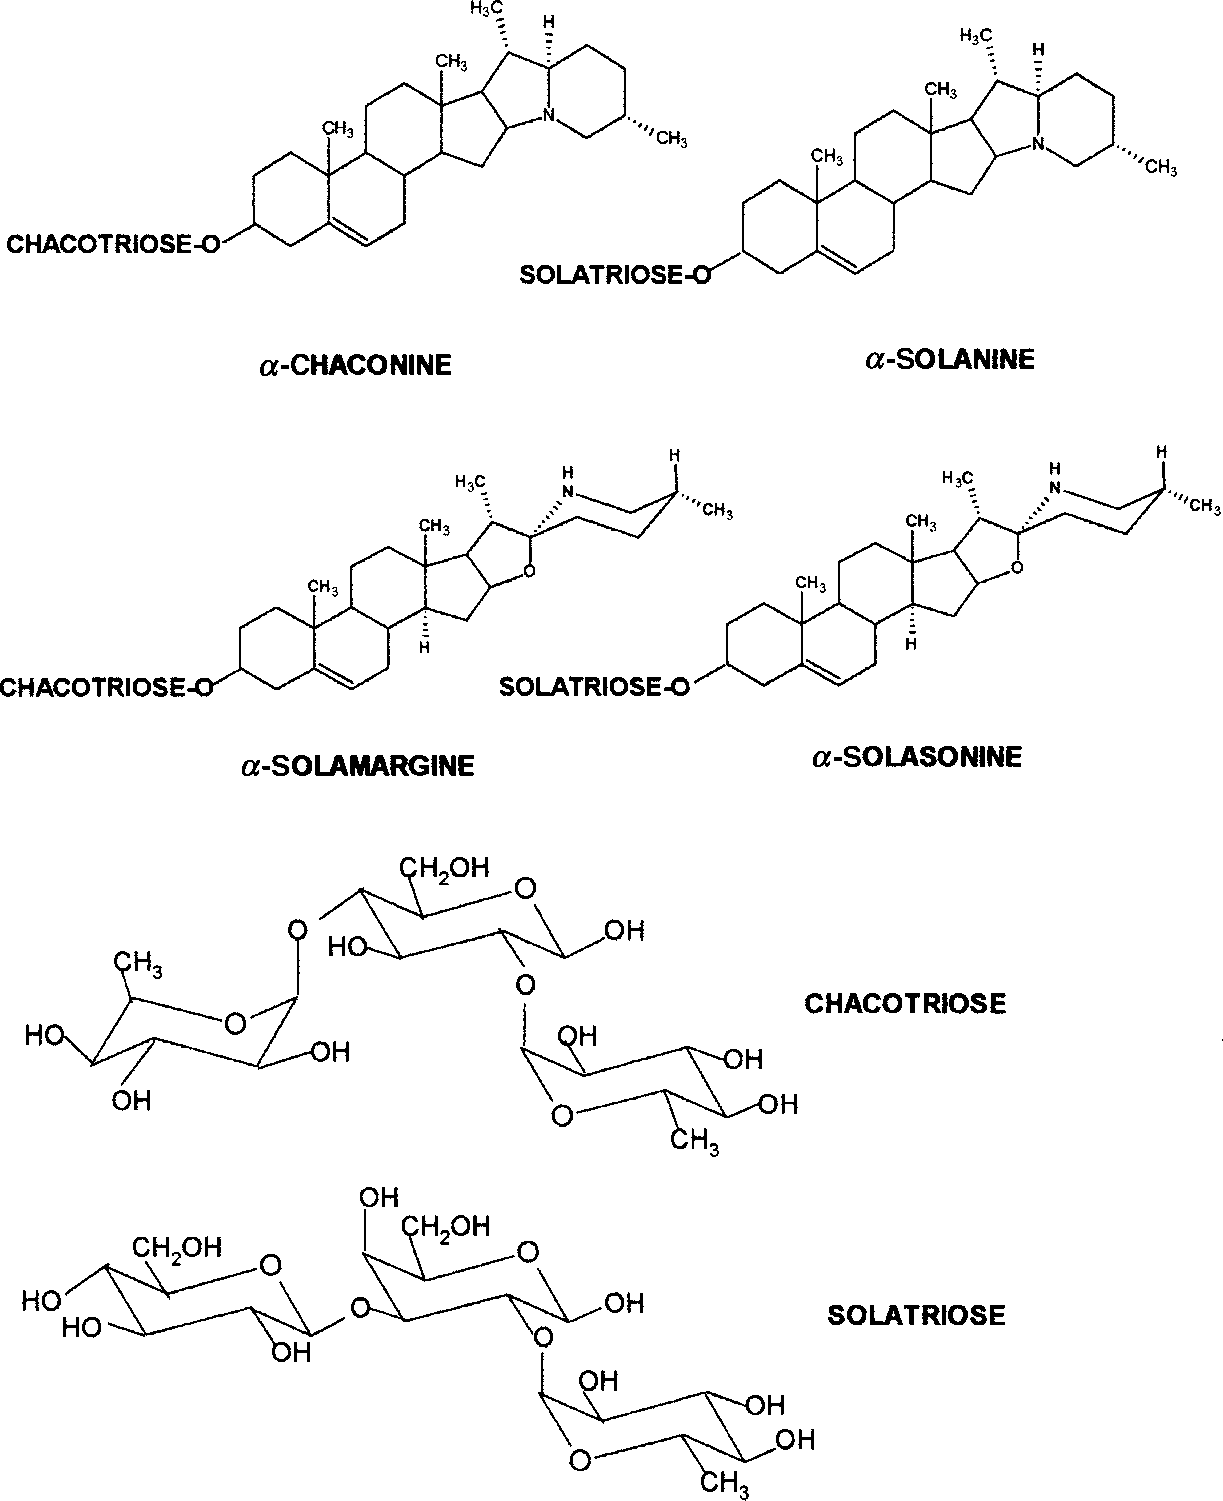 H₃C
H
CH₃
CH₃
N
CH₃
CHACOTRIOSE-O
α-CHACONINE
H₃C
H
CH₃
CH₃
N
CH₃
SOLATRIOSE-O
α-SOLANINE
H₃C
H
N
H
CH₃
CH₃
O
CH₃
H
CHACOTRIOSE-O
α-SOLAMARGINE
H₃C
H
N
H
CH₃
CH₃
O
CH₃
H
SOLATRIOSE-O
α-SOLASONINE
CH₂OH
O
O
HO
OH
CH₃
O
O
HO
OH
OH
OH
OH
OH
O
CH₃
CHACOTRIOSE
OH
CH₂OH
CH₂OH
O
O
HO
HO
O
OH
OH
O
OH
OH
OH
O
CH₃
SOLATRIOSE